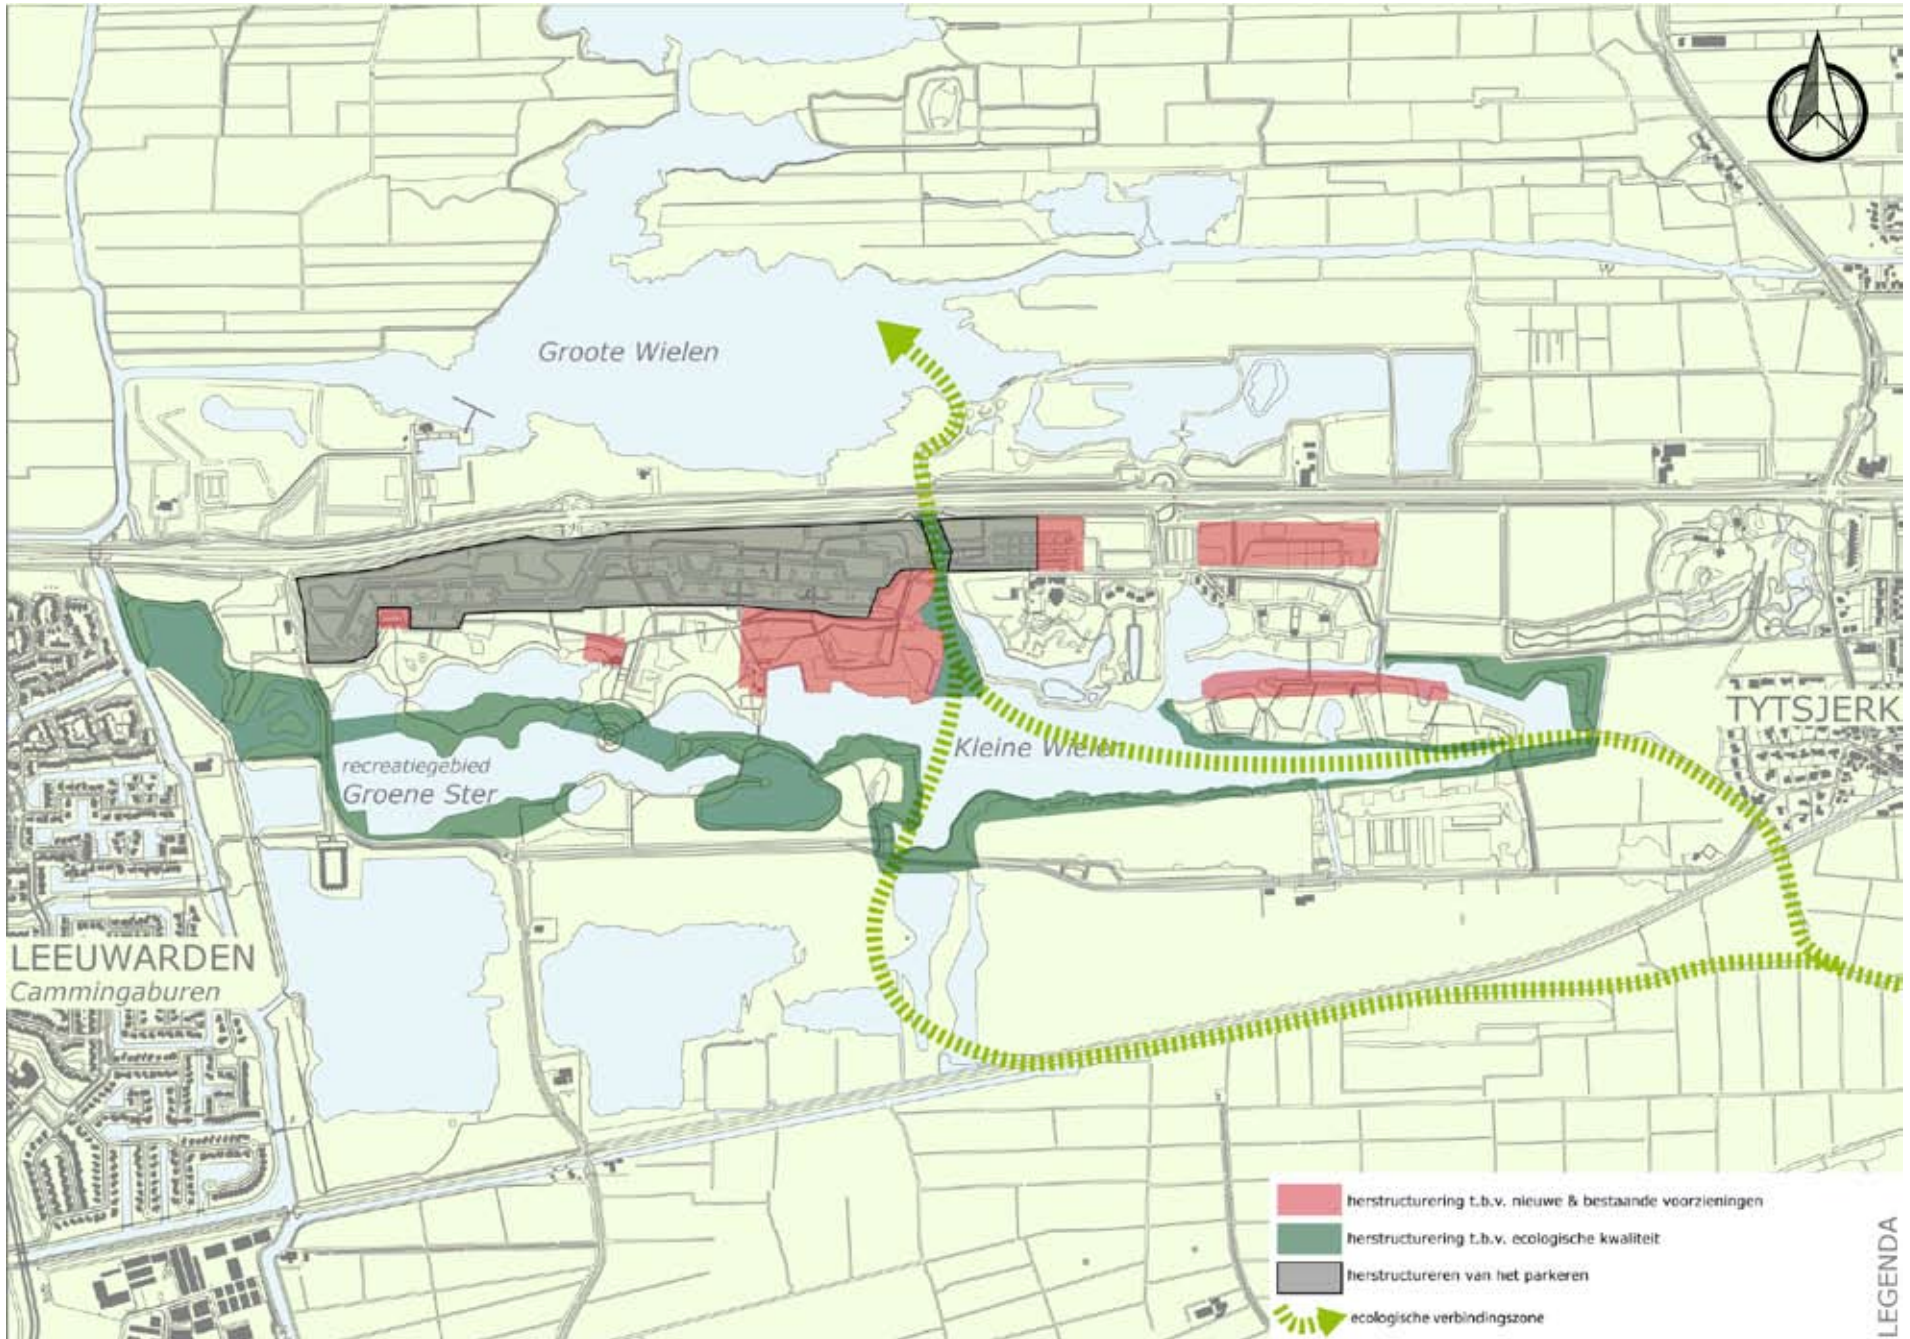 Groote Wielen
TYTSJERK
Kleine Wielen
recreatiegebied
Groene Ster
LEEUWARDEN
Cammingaburen
herstructurering t.b.v. nieuwe & bestaande voorzieningen
herstructurering t.b.v. ecologische kwaliteit
herstructureren van het parkeren
ecologische verbindingszone
LEGENDA